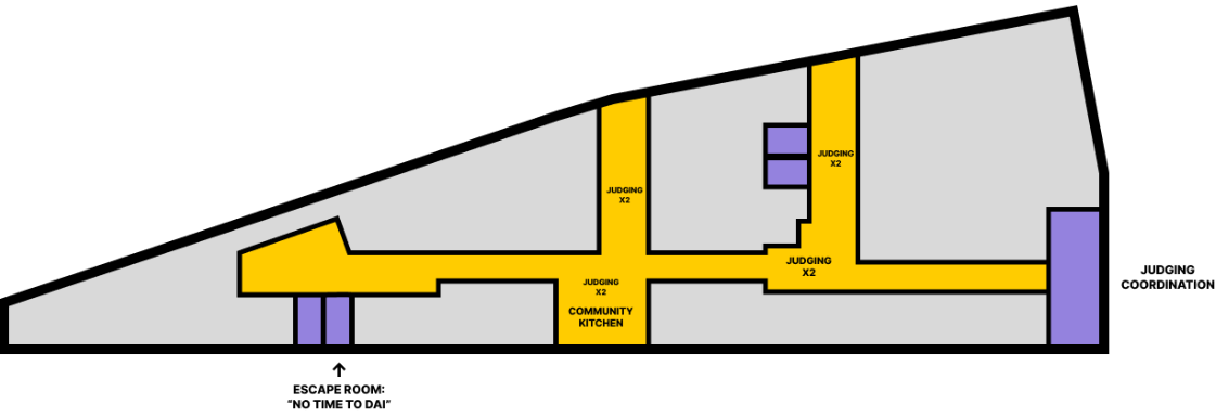 JUDGING
X2
JUDGING
X2
JUDGING
X2
JUDGING
X2
COMMUNITY
KITCHEN
JUDGING
COORDINATION
ESCAPE ROOM:
"NO TIME TO DAI"